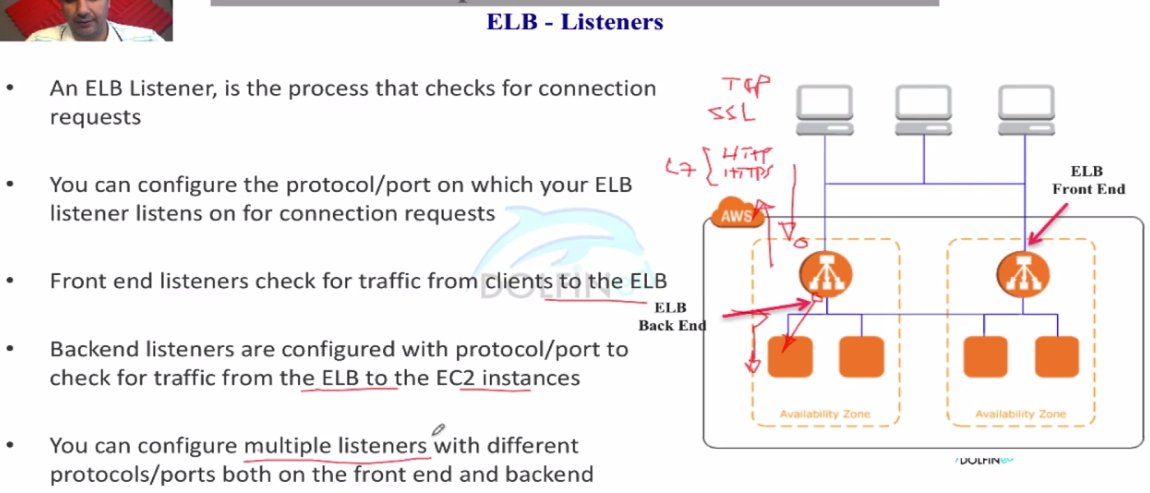 ELB - Listeners
• An ELB Listener, is the process that checks for connection
requests
• You can configure the protocol/port on which your ELB
listener listens on for connection requests
• Front end listeners check for traffic from clients to the ELB
• Backend listeners are configured with protocol/port to
check for traffic from the ELB to the EC2 instances
• You can configure multiple listeners with different
protocols/ports both on the front end and backend
TCP
SSL
L7 { HTTP
HTTPS
AWS
ELB
Front End
ELB
Back End
Availability Zone
Availability Zone
DOLFIN
DOLFINed